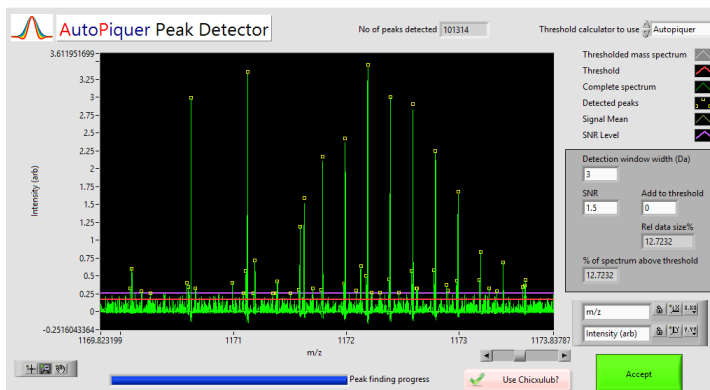 AutoPiquer Peak Detector
No of peaks detected 101314
Threshold calculator to use Autopiquer
Thresholded mass spectrum
Threshold
Complete spectrum
Detected peaks
Signal Mean
SNR Level
Detection window width (Da)
3
SNR Add to threshold
1.5 0
Rel data size%
12.7232
% of spectrum above threshold
12.7232
3.611951699
3.25
3
2.75
2.5
2.25
2
1.75
1.5
1.25
1
0.75
0.5
0.25
0
-0.2516043364
Intensity (arb)
1169.823199 1171 1172 1173 1173.83787
m/z
m/z
Intensity (arb)
Peak finding progress
Use Chicxulub?
Accept